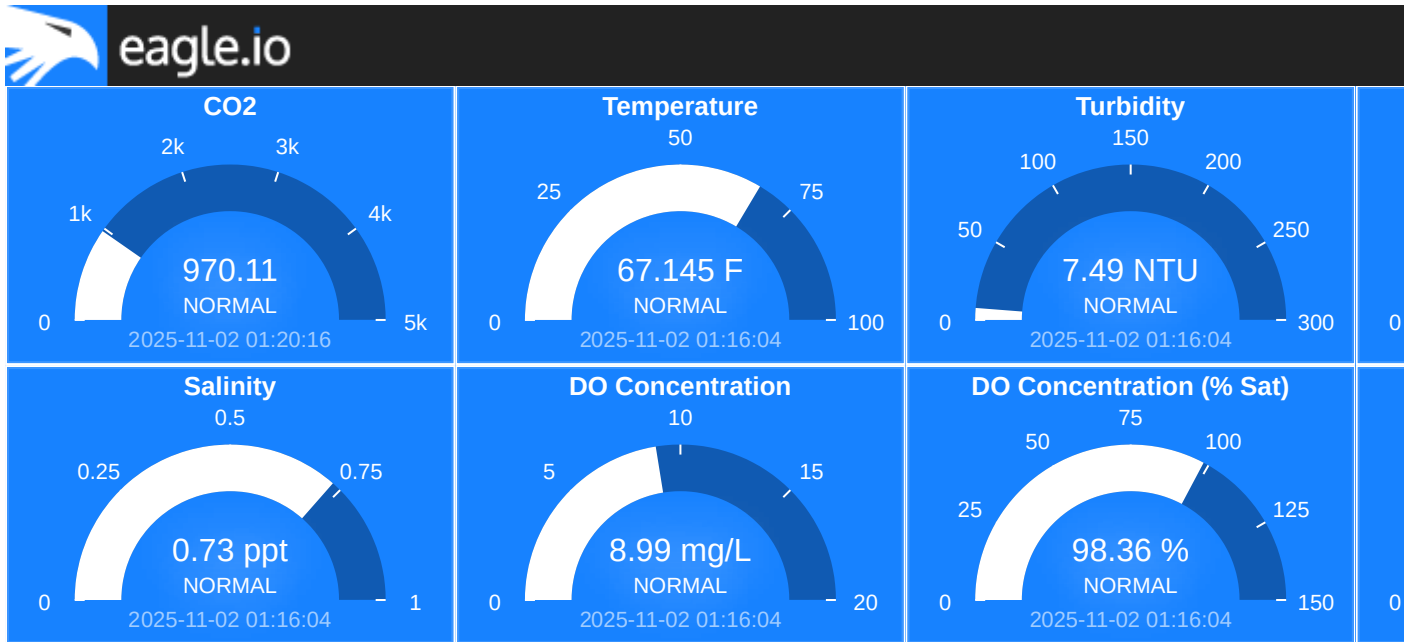 eagle.io
CO2
2k 3k
1k 4k
970.11
NORMAL
0 5k
2025-11-02 01:20:16
Temperature
50
25 75
67.145 F
NORMAL
0 100
2025-11-02 01:16:04
Turbidity
150
100 200
50 250
7.49 NTU
NORMAL
0 300
2025-11-02 01:16:04
0
Salinity
0.5
0.25 0.75
0.73 ppt
NORMAL
0 1
2025-11-02 01:16:04
DO Concentration
10
5 15
8.99 mg/L
NORMAL
0 20
2025-11-02 01:16:04
DO Concentration (% Sat)
75
50 100
25 125
98.36 %
NORMAL
0 150
2025-11-02 01:16:04
0